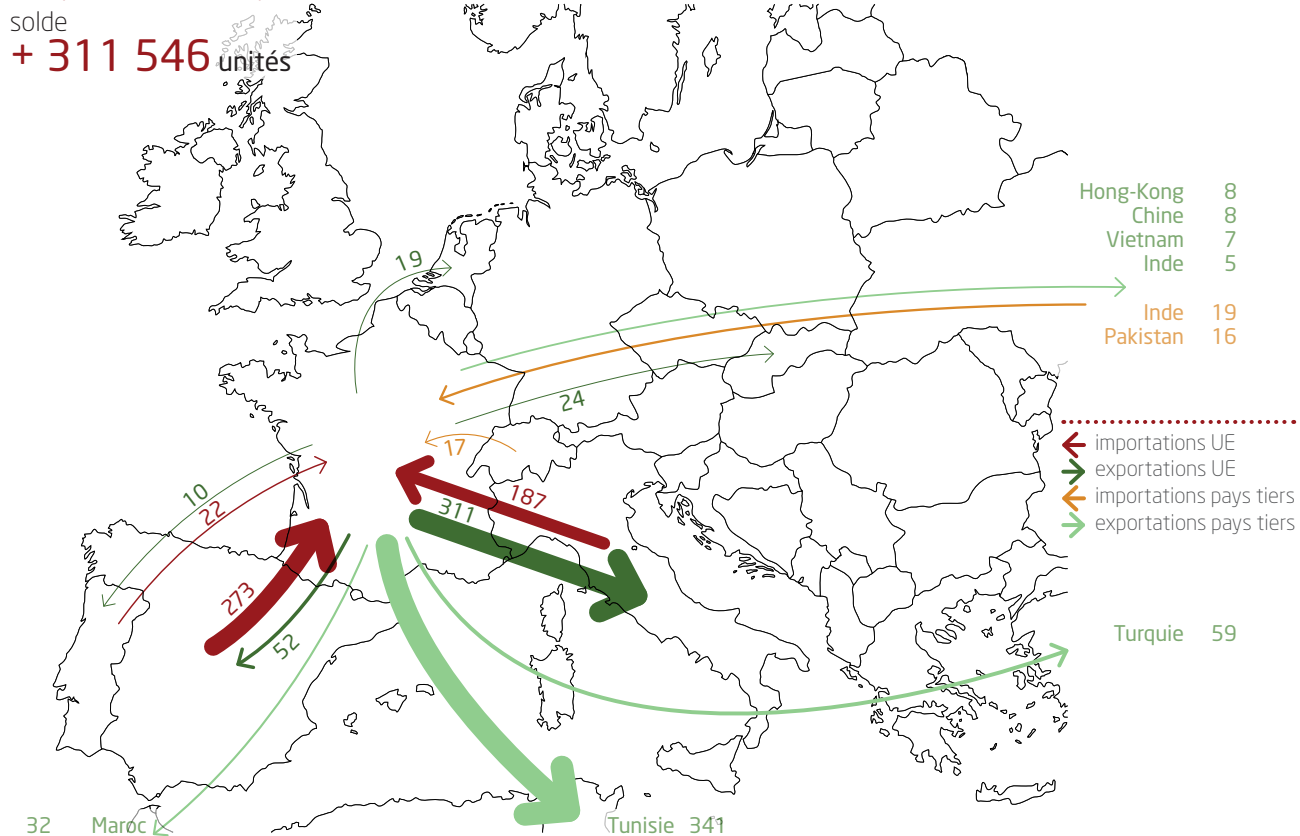 solde
+ 311 546 unités
Hong-Kong 8
Chine 8
Vietnam 7
Inde 5
19
Inde 19
Pakistan 16
24
17
importations UE
exportations UE
importations pays tiers
exportations pays tiers
10
22
187
311
273
52
Turquie 59
32 Maroc
Tunisie 341